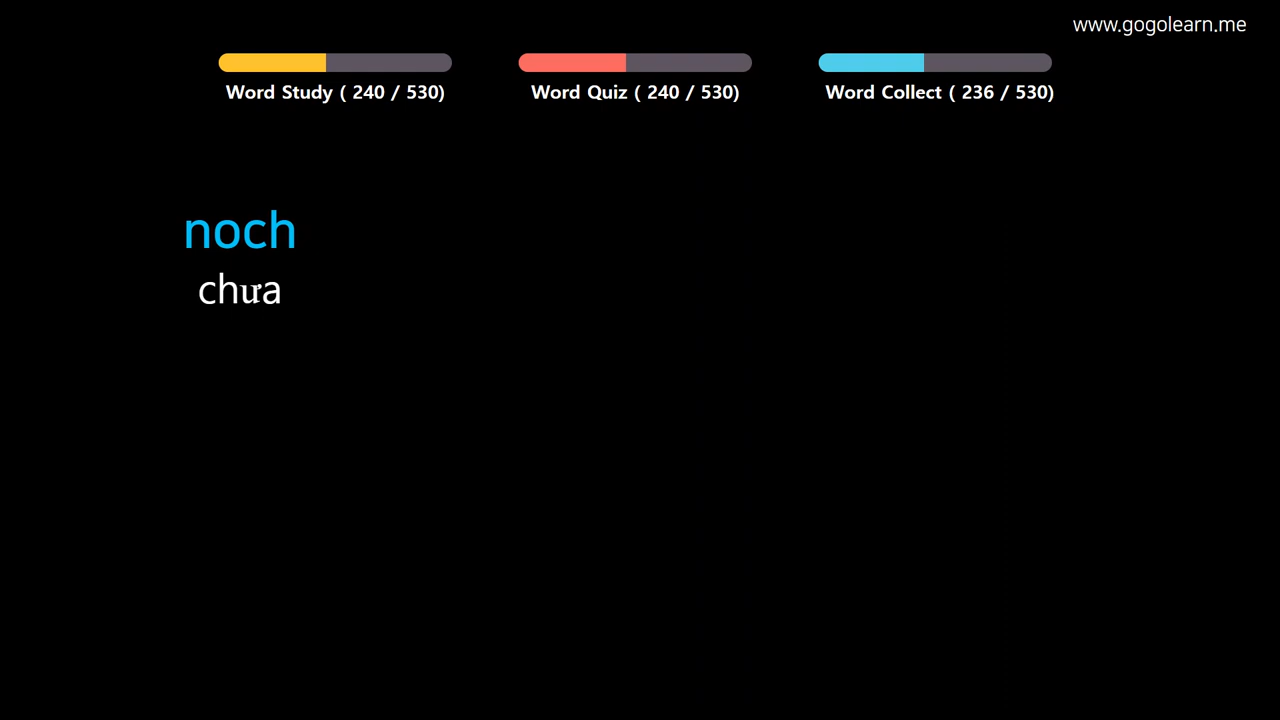 www.gogolearn.me
Word Study ( 240 / 530)
Word Quiz ( 240 / 530)
Word Collect ( 236 / 530)
noch
chưa